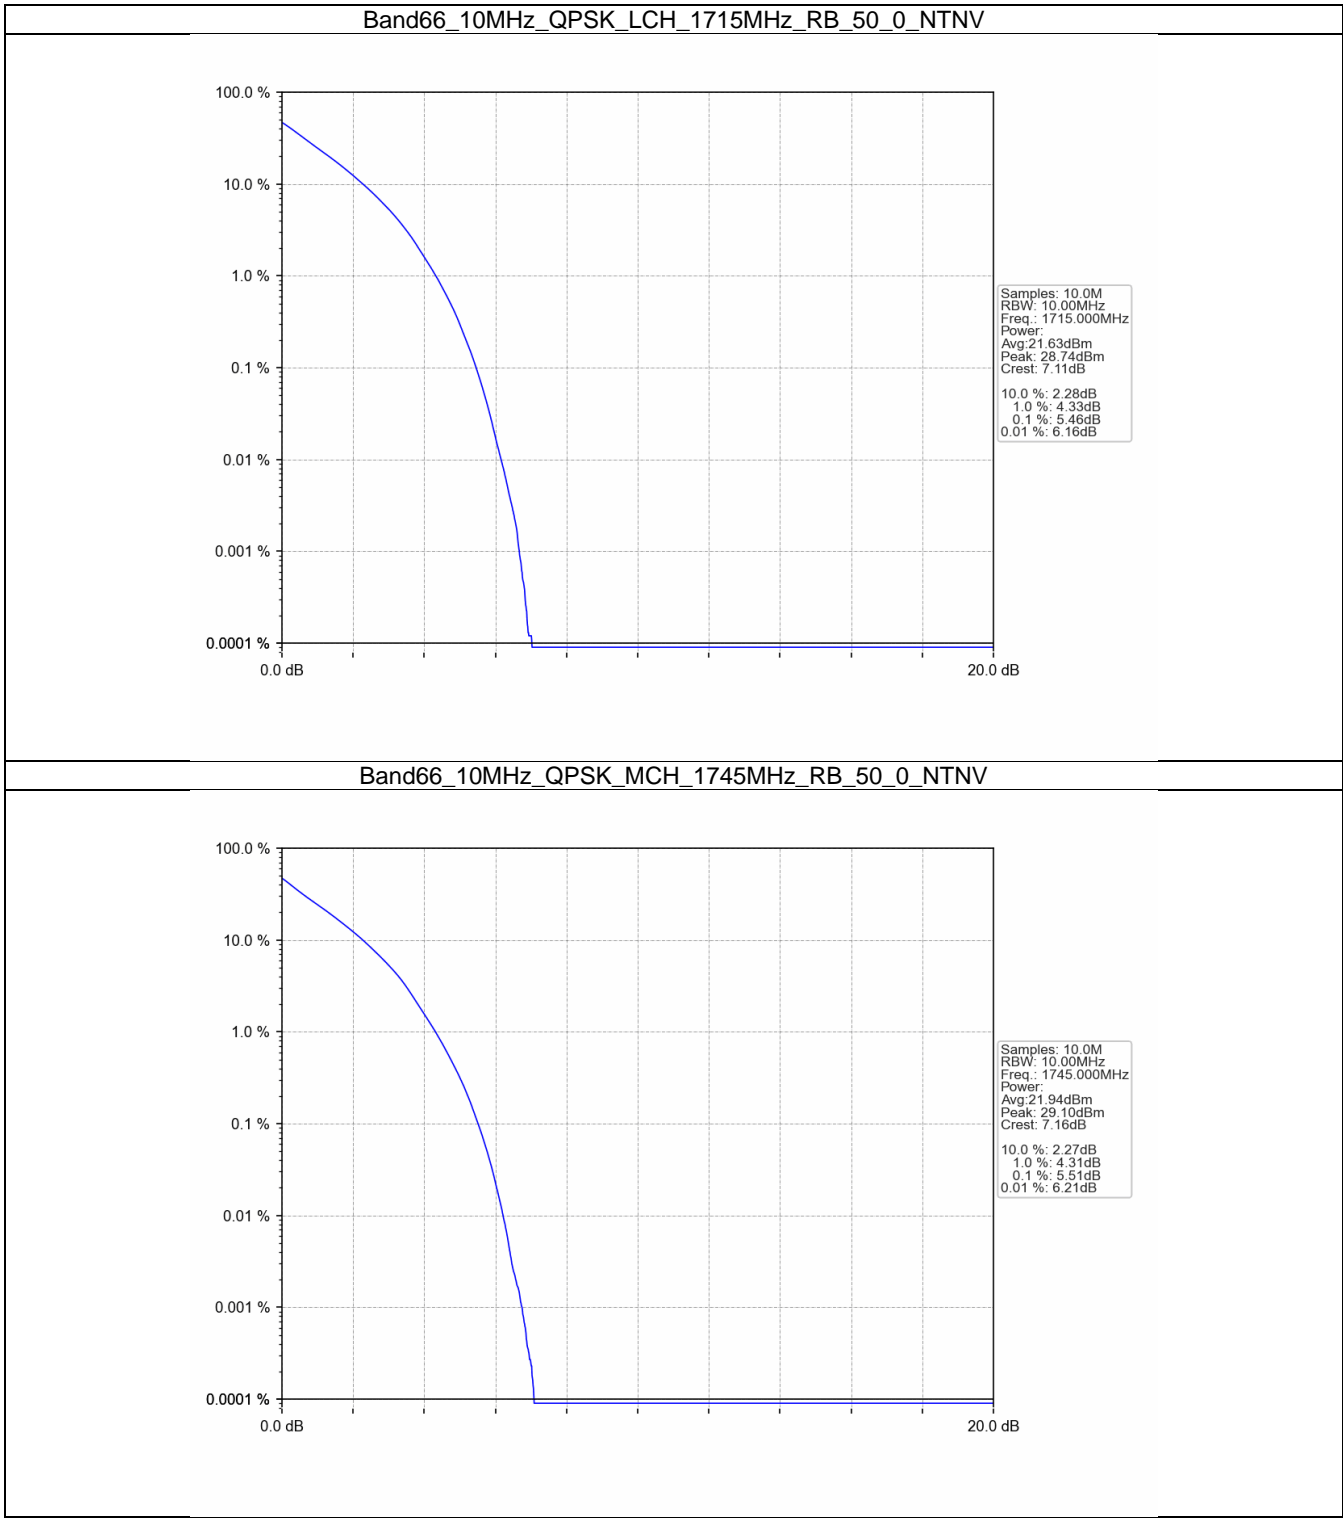 Band66_10MHz_QPSK_LCH_1715MHz_RB_50_0_NTNV
100.0 %
10.0 %
1.0 %
0.1 %
0.01 %
0.001 %
0.0001 %
0.0 dB
20.0 dB
Samples: 10.0M
RBW: 10.00MHz
Freq.: 1715.000MHz
Power:
Avg:21.63dBm
Peak: 28.74dBm
Crest: 7.11dB
10.0 %: 2.28dB
1.0 %: 4.33dB
0.1 %: 5.46dB
0.01 %: 6.16dB
Band66_10MHz_QPSK_MCH_1745MHz_RB_50_0_NTNV
100.0 %
10.0 %
1.0 %
0.1 %
0.01 %
0.001 %
0.0001 %
0.0 dB
20.0 dB
Samples: 10.0M
RBW: 10.00MHz
Freq.: 1745.000MHz
Power:
Avg:21.94dBm
Peak: 29.10dBm
Crest: 7.16dB
10.0 %: 2.27dB
1.0 %: 4.31dB
0.1 %: 5.51dB
0.01 %: 6.21dB